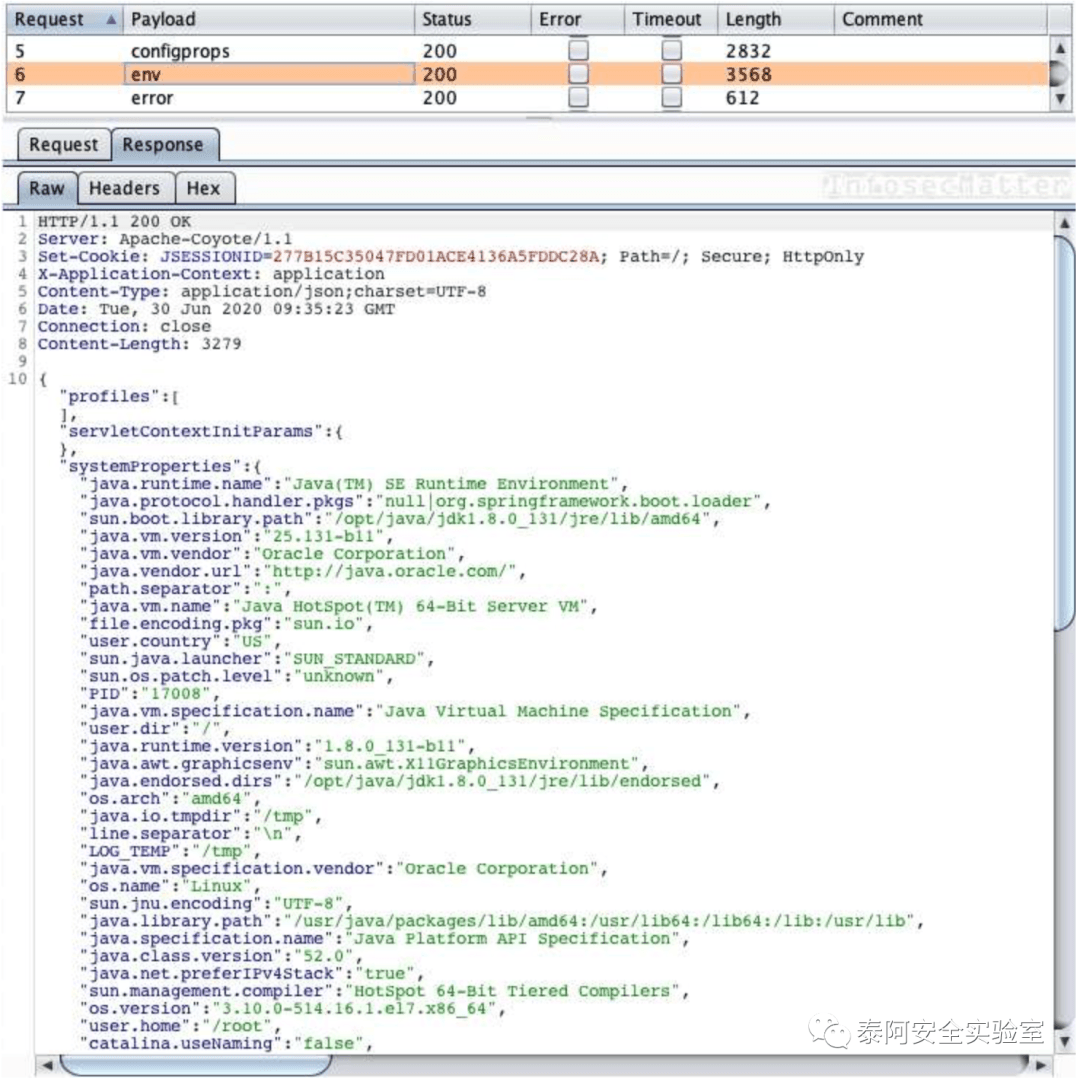 Request Payload Status Error Timeout Length Comment
5 configprops 200 2832
6 env 200 3568
7 error 200 612
Request Response
Raw Headers Hex
InfosecMatter
1 HTTP/1.1 200 OK
2 Server: Apache-Coyote/1.1
3 Set-Cookie: JSESSIONID=277B15C35047FD01ACE4136A5FDDC28A; Path=/; Secure; HttpOnly
4 X-Application-Context: application
5 Content-Type: application/json;charset=UTF-8
6 Date: Tue, 30 Jun 2020 09:35:23 GMT
7 Connection: close
8 Content-Length: 3279
9
10 {
"profiles":[
],
"servletContextInitParams":{
},
"systemProperties":{
"java.runtime.name":"Java(TM) SE Runtime Environment",
"java.protocol.handler.pkgs":"null|org.springframework.boot.loader",
"sun.boot.library.path":"/opt/java/jdk1.8.0_131/jre/lib/amd64",
"java.vm.version":"25.131-b11",
"java.vm.vendor":"Oracle Corporation",
"java.vendor.url":"http://java.oracle.com/",
"path.separator":":",
"java.vm.name":"Java HotSpot(TM) 64-Bit Server VM",
"file.encoding.pkg":"sun.io",
"user.country":"US",
"sun.java.launcher":"SUN_STANDARD",
"sun.os.patch.level":"unknown",
"PID":"17008",
"java.vm.specification.name":"Java Virtual Machine Specification",
"user.dir":"/",
"java.runtime.version":"1.8.0_131-b11",
"java.awt.graphicsenv":"sun.awt.X11GraphicsEnvironment",
"java.endorsed.dirs":"/opt/java/jdk1.8.0_131/jre/lib/endorsed",
"os.arch":"amd64",
"java.io.tmpdir":"/tmp",
"line.separator":"\n",
"LOG_TEMP":"/tmp",
"java.vm.specification.vendor":"Oracle Corporation",
"os.name":"Linux",
"sun.jnu.encoding":"UTF-8",
"java.library.path":"/usr/java/packages/lib/amd64:/usr/lib64:/lib64:/lib:/usr/lib",
"java.specification.name":"Java Platform API Specification",
"java.class.version":"52.0",
"java.net.preferIPv4Stack":"true",
"sun.management.compiler":"HotSpot 64-Bit Tiered Compilers",
"os.version":"3.10.0-514.16.1.el7.x86_64",
"user.home":"/root",
"catalina.useNaming":"false",
泰阿安全实验室